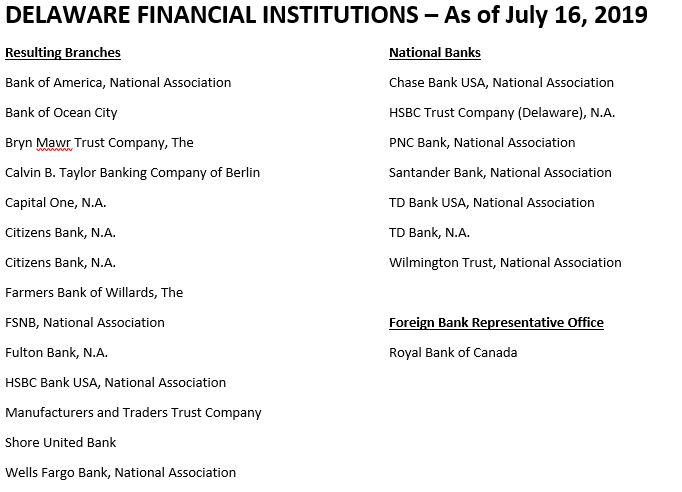 DELAWARE FINANCIAL INSTITUTIONS – As of July 16, 2019
Resulting Branches
Bank of America, National Association
Bank of Ocean City
Bryn Mawr Trust Company, The
Calvin B. Taylor Banking Company of Berlin
Capital One, N.A.
Citizens Bank, N.A.
Citizens Bank, N.A.
Farmers Bank of Willards, The
FSNB, National Association
Fulton Bank, N.A.
HSBC Bank USA, National Association
Manufacturers and Traders Trust Company
Shore United Bank
Wells Fargo Bank, National Association
National Banks
Chase Bank USA, National Association
HSBC Trust Company (Delaware), N.A.
PNC Bank, National Association
Santander Bank, National Association
TD Bank USA, National Association
TD Bank, N.A.
Wilmington Trust, National Association
Foreign Bank Representative Office
Royal Bank of Canada